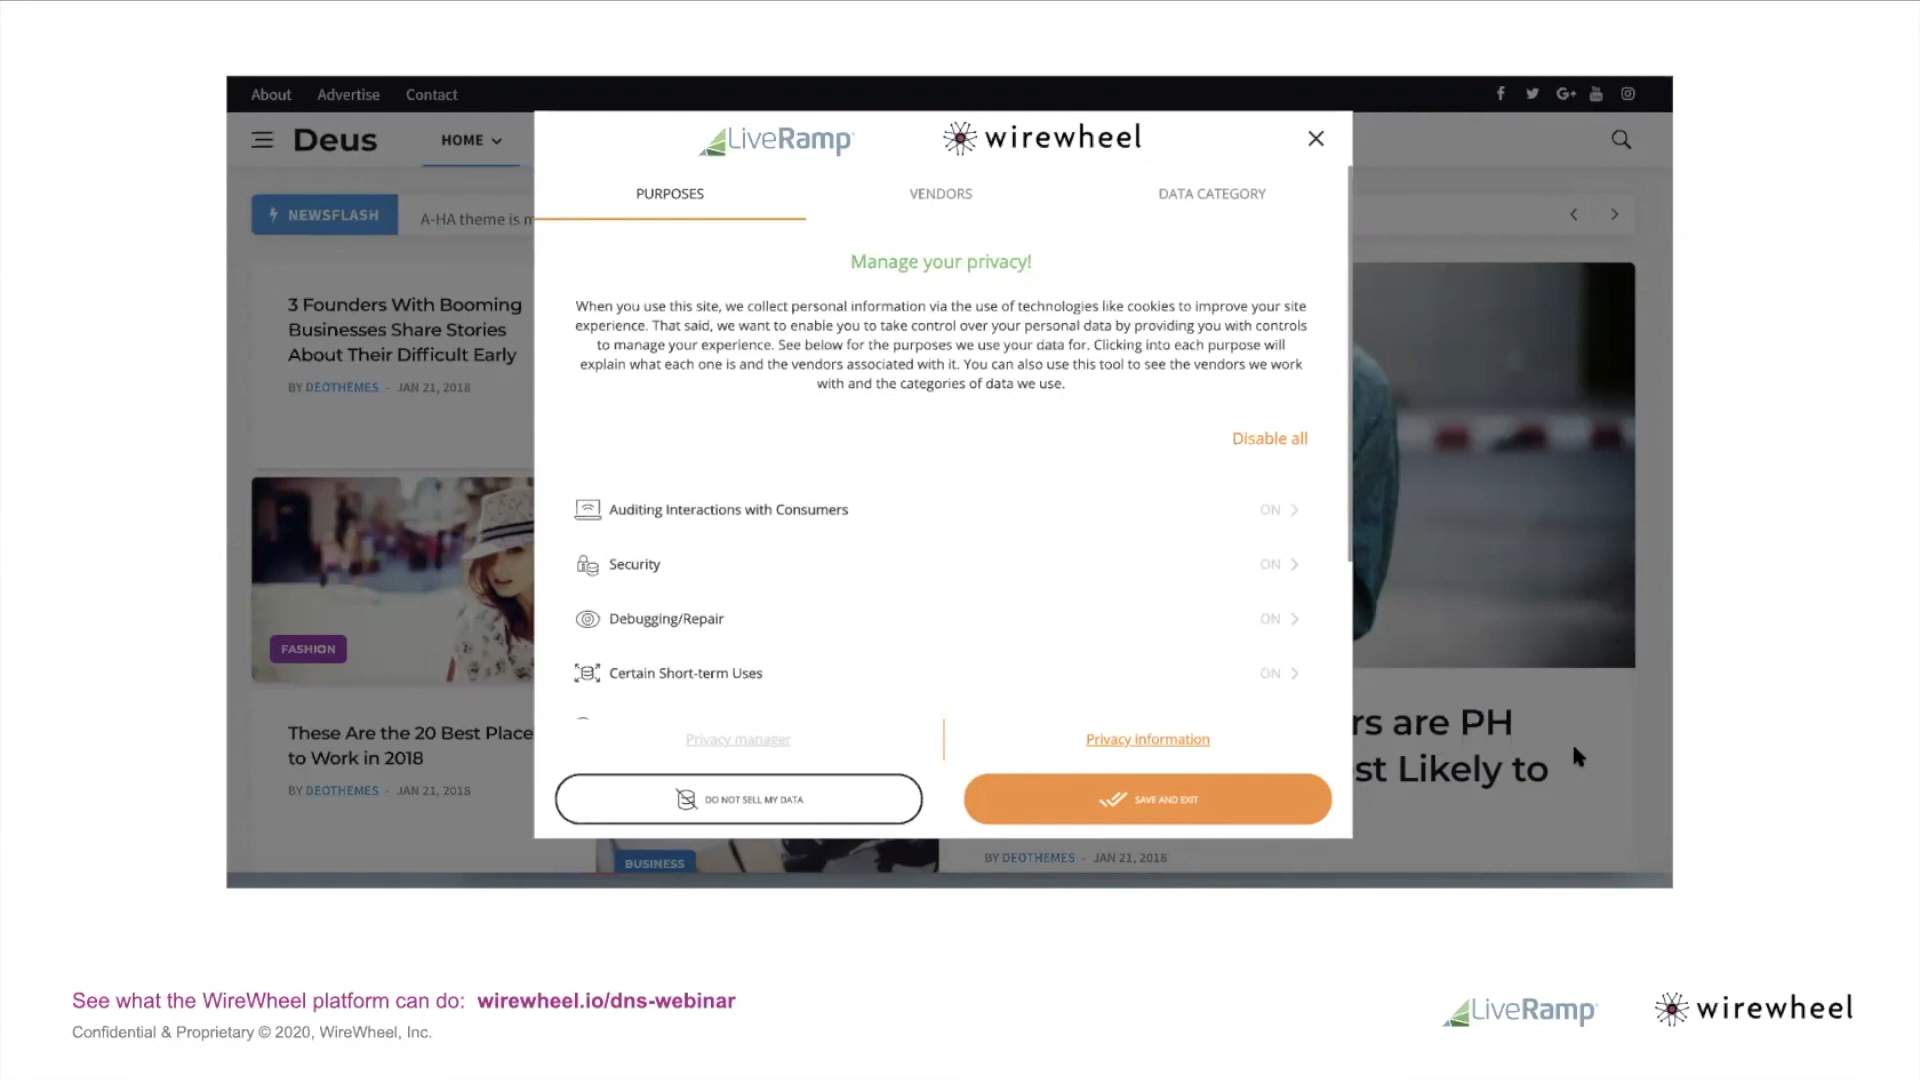 About Advertise Contact
Deus HOME
LiveRamp wirewheel
PURPOSES VENDORS DATA CATEGORY
NEWSFLASH A-HA theme is
Manage your privacy!
When you use this site, we collect personal information via the use of technologies like cookies to improve your site
experience. That said, we want to enable you to take control over your personal data by providing you with controls
to manage your experience. See below for the purposes we use your data for. Clicking into each purpose will
explain what each one is and the vendors associated with it. You can also use this tool to see the vendors we work
with and the categories of data we use.
Disable all
Auditing Interactions with Consumers ON
Security ON
Debugging/Repair ON
Certain Short-term Uses ON
Privacy manager Privacy information
DO NOT SELL MY DATA SAVE AND EXIT
3 Founders With Booming
Businesses Share Stories
About Their Difficult Early
BY DEOTHEMES - JAN 21, 2018
FASHION
These Are the 20 Best Place
to Work in 2018
BY DEOTHEMES - JAN 21, 2018
BUSINESS
rs are PH
st Likely to
BY DEOTHEMES - JAN 21, 2018
See what the WireWheel platform can do: wirewheel.io/dns-webinar
Confidential & Proprietary © 2020, WireWheel, Inc.
LiveRamp wirewheel